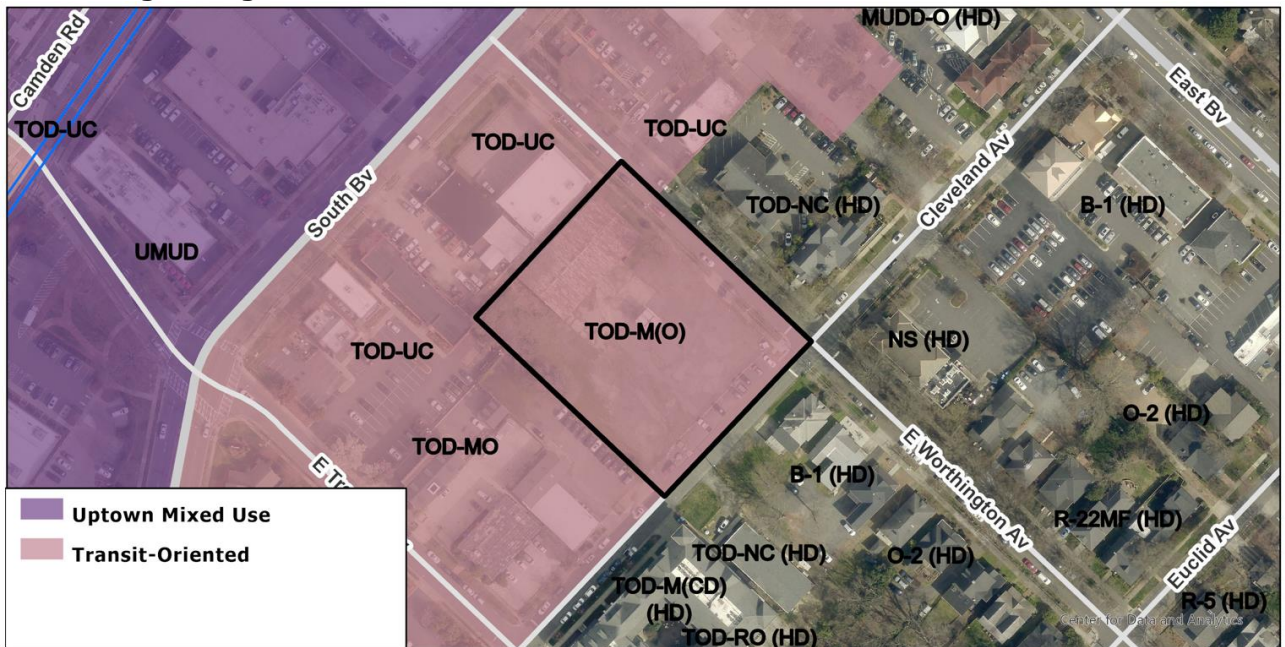 MUDD-O (HD)
Camden Rd
East Bv
TOD-UC
TOD-UC
TOD-UC
South Bv
Cleveland Av
TOD-NC (HD)
B-1 (HD)
UMUD
TOD-M(O)
NS (HD)
TOD-UC
O-2 (HD)
TOD-MO
E Worthington Av
B-1 (HD)
E Tr
R-22MF (HD)
Uptown Mixed Use
Transit-Oriented
TOD-NC (HD)
O-2 (HD)
Euclid Av
TOD-M(CD)
(HD)
R-5 (HD)
Center for Data and Analytics
TOD-RO (HD)